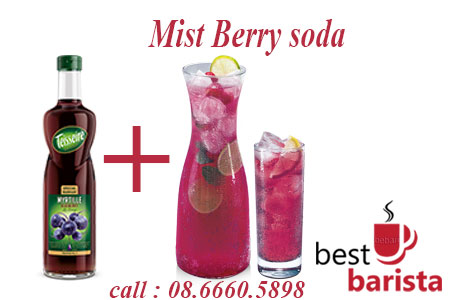 Mist Berry soda
Teisseire
MYRTILLE
best
barista
call : 08.6660.5898